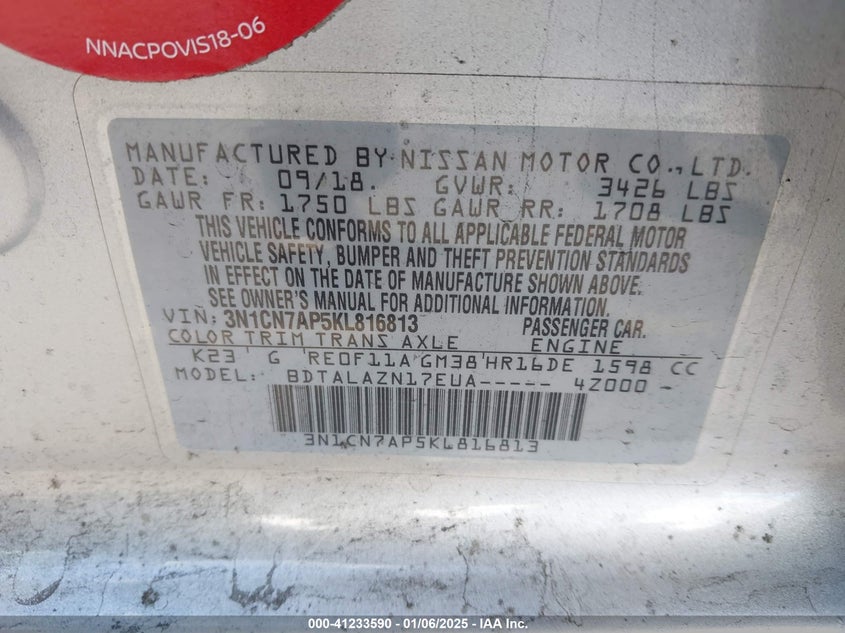 NNACPOVIS18-06
MANUFACTURED BY NISSAN MOTOR CO., LTD.
DATE: 09/18. GVWR: 3426 LBS
GAWR FR: 1750 LBS GAWR RR: 1708 LBS
THIS VEHICLE CONFORMS TO ALL APPLICABLE FEDERAL MOTOR
VEHICLE SAFETY, BUMPER AND THEFT PREVENTION STANDARDS
IN EFFECT ON THE DATE OF MANUFACTURE SHOWN ABOVE.
SEE OWNER'S MANUAL FOR ADDITIONAL INFORMATION.
VIN: 3N1CN7AP5KL816813 PASSENGER CAR.
COLOR TRIM TRANS AXLE ENGINE
K23 G RE0F11A GM38 HR16DE 1598 CC
MODEL: BDTALAZN17EUA----- 4Z000-
3N1CN7AP5KL816813
000-41233590 - 01/06/2025 - IAA Inc.